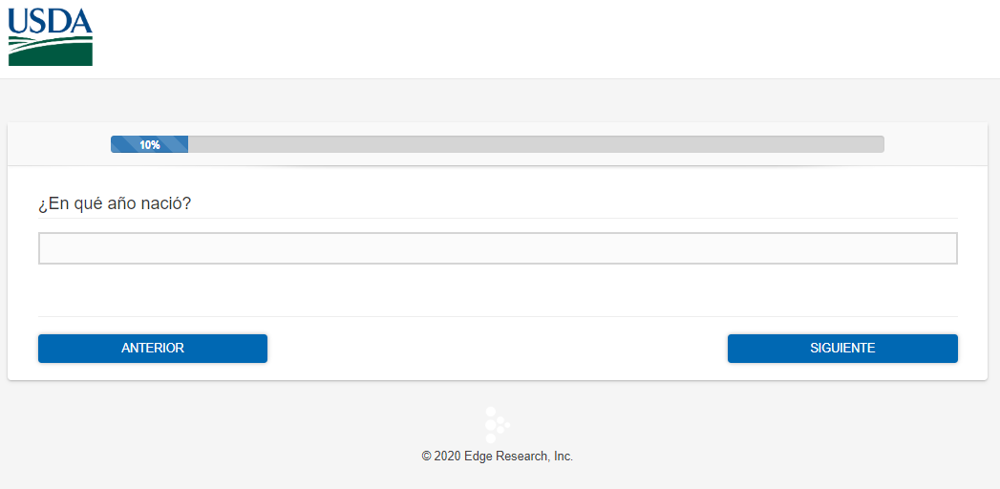 USDA
10%
¿En qué año nació?
ANTERIOR
SIGUIENTE
© 2020 Edge Research, Inc.